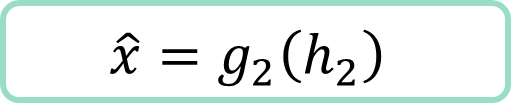 x̂ = g₂(h₂)